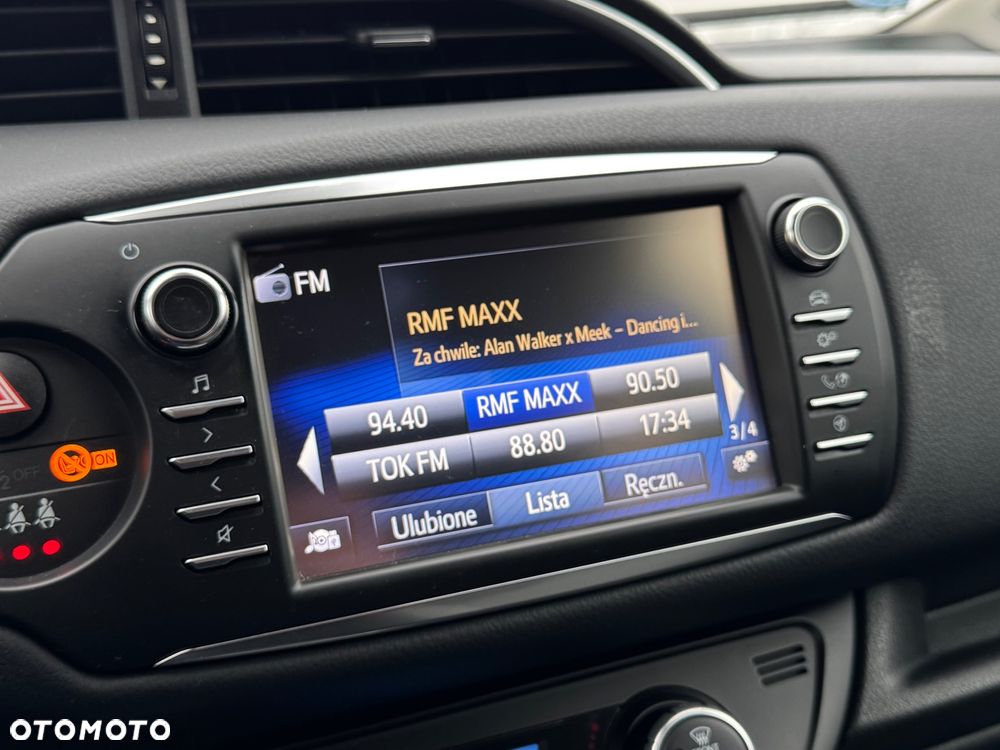 FM
RMF MAXX
Za chwile: Alan Walker x Meek – Dancing i...
94.40 RMF MAXX 90.50
TOK FM 88.80 17:34
3/4
Ulubione Lista Ręczn.
OFF
ON
OTOMOTO